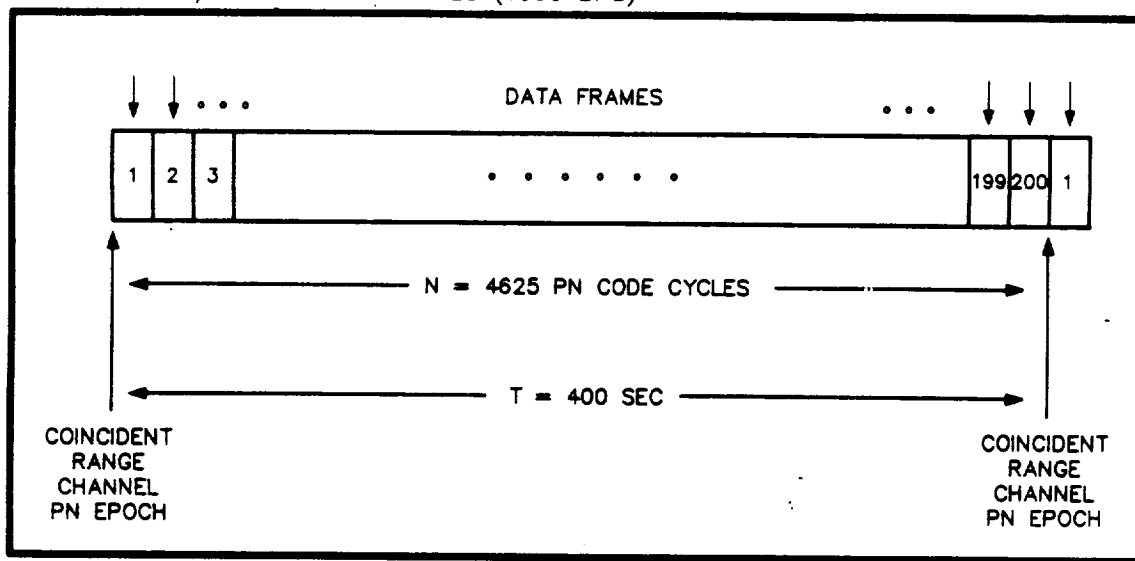 DATA FRAMES
1 2 3 199 200 1
N = 4625 PN CODE CYCLES
T = 400 SEC
COINCIDENT
RANGE
CHANNEL
PN EPOCH
COINCIDENT
RANGE
CHANNEL
PN EPOCH